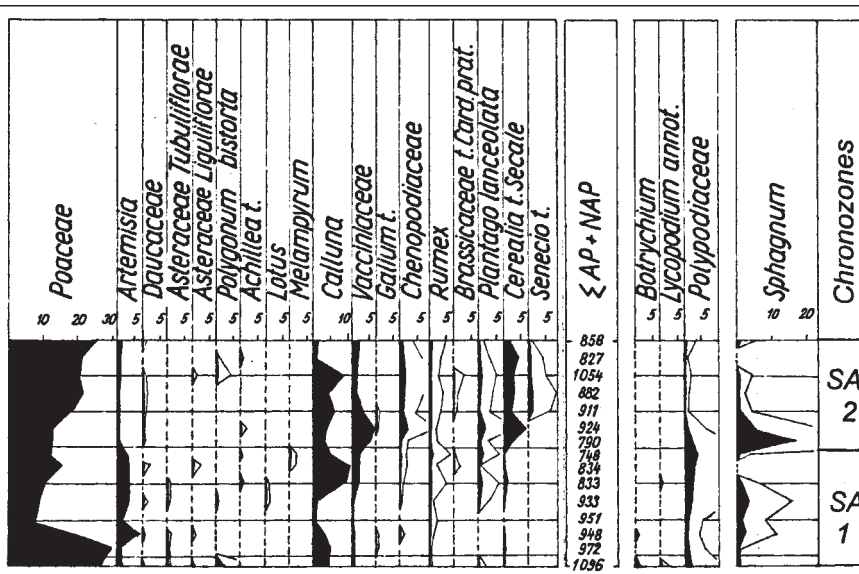 Poaceae
Artemisia
Daucaceae
Asteraceae Tubuliflorae
Asteraceae Liguliflorae
Polygonum bistorta
Achillea t.
Lotus
Melampyrum
Calluna
Vacciniaceae
Galium t.
Chenopodiaceae
Rumex
Brassicaceae t. Card. prat.
Plantago lanceolata
Cerealia t. Secale
Senecio t.
ΣAP+NAP
Botrychium
Lycopodium annot.
Polypodiaceae
Sphagnum
Chronozones
10 20 30 5 5 5 5 5 5 5 5 10 5 5 5 5 5 5 5 5 5 5 5 10 20
858
827
1054
882
911
924
790
748
834
833
933
951
948
972
1096
SA
2
SA
1